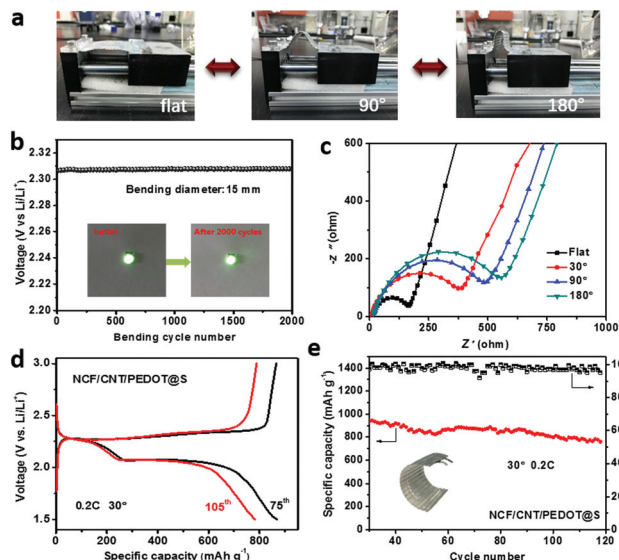 a
flat
90°
180°
b
2.32
2.30
2.28
2.26
2.24
2.22
2.20
Voltage (V vs Li/Li⁺)
Bending diameter: 15 mm
After 2000 cycles
0
500
1000
1500
2000
Bending cycle number
c
600
400
200
0
-Z″ (ohm)
Flat
30°
90°
180°
0
250
500
750
1000
Z′ (ohm)
d
3.0
2.5
2.0
1.5
Voltage (V vs. Li/Li⁺)
NCF/CNT/PEDOT@S
0.2C 30°
105th
75th
0
200
400
600
800
Specific capacity (mAh g⁻¹)
e
1400
1200
1000
800
600
400
200
0
Specific capacity (mAh g⁻¹)
30° 0.2C
NCF/CNT/PEDOT@S
80
60
40
20
0
30
60
90
120
Cycle number